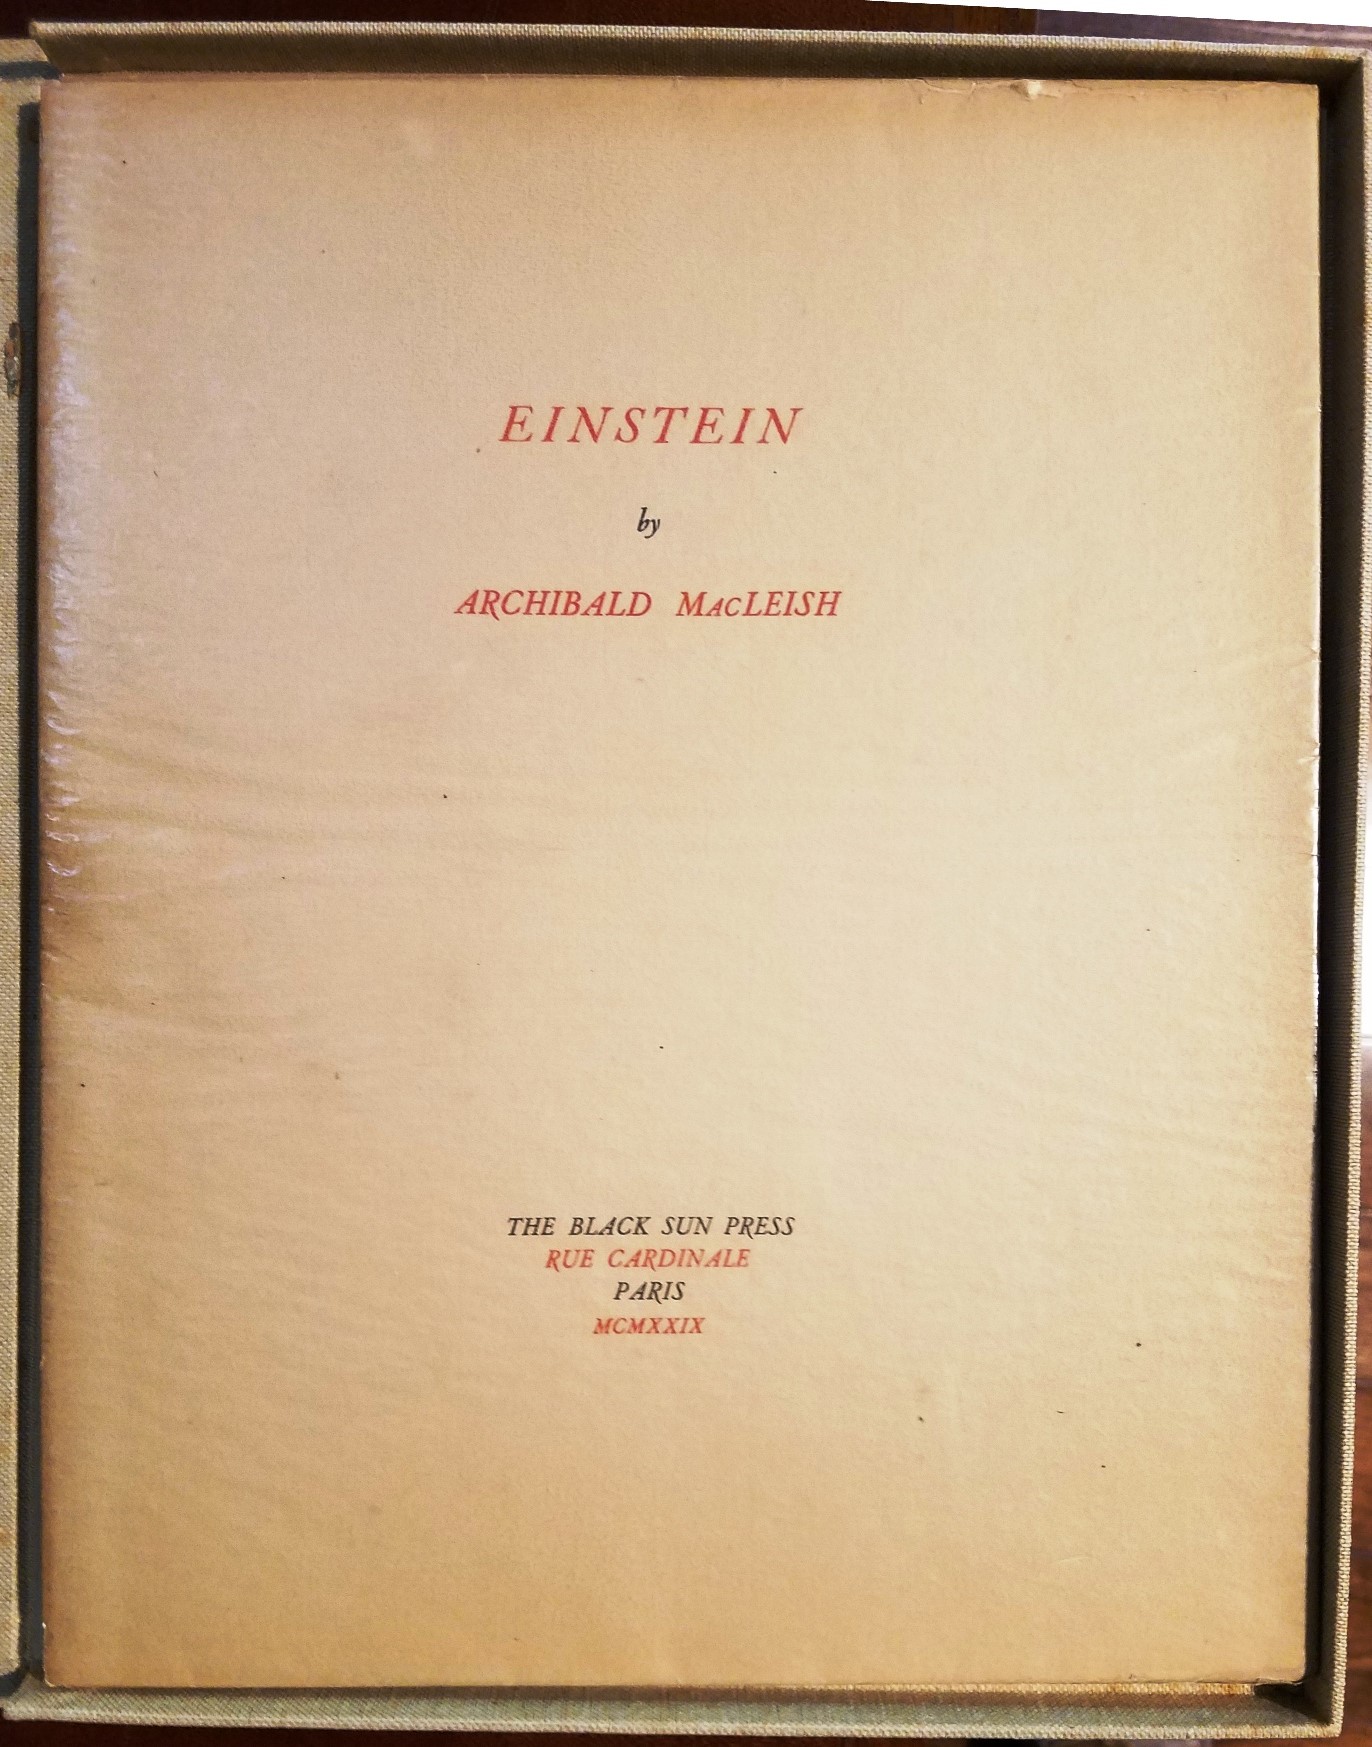 EINSTEIN
by
ARCHIBALD MACLEISH
THE BLACK SUN PRESS
RUE CARDINALE
PARIS
MCMXXIX